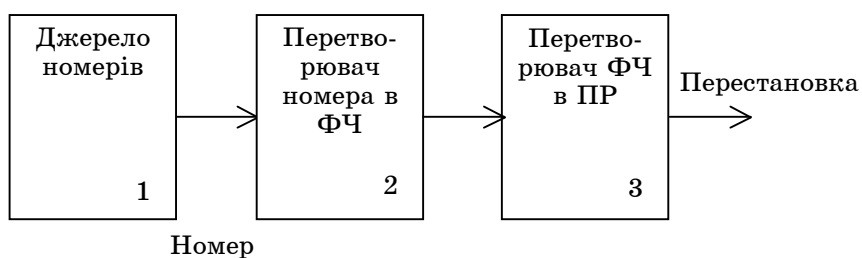 Джерело
номерів
1
Перетво-
рювач
номера в
ФЧ
2
Перетво-
рювач ФЧ
в ПР
3
Перестановка
Номер